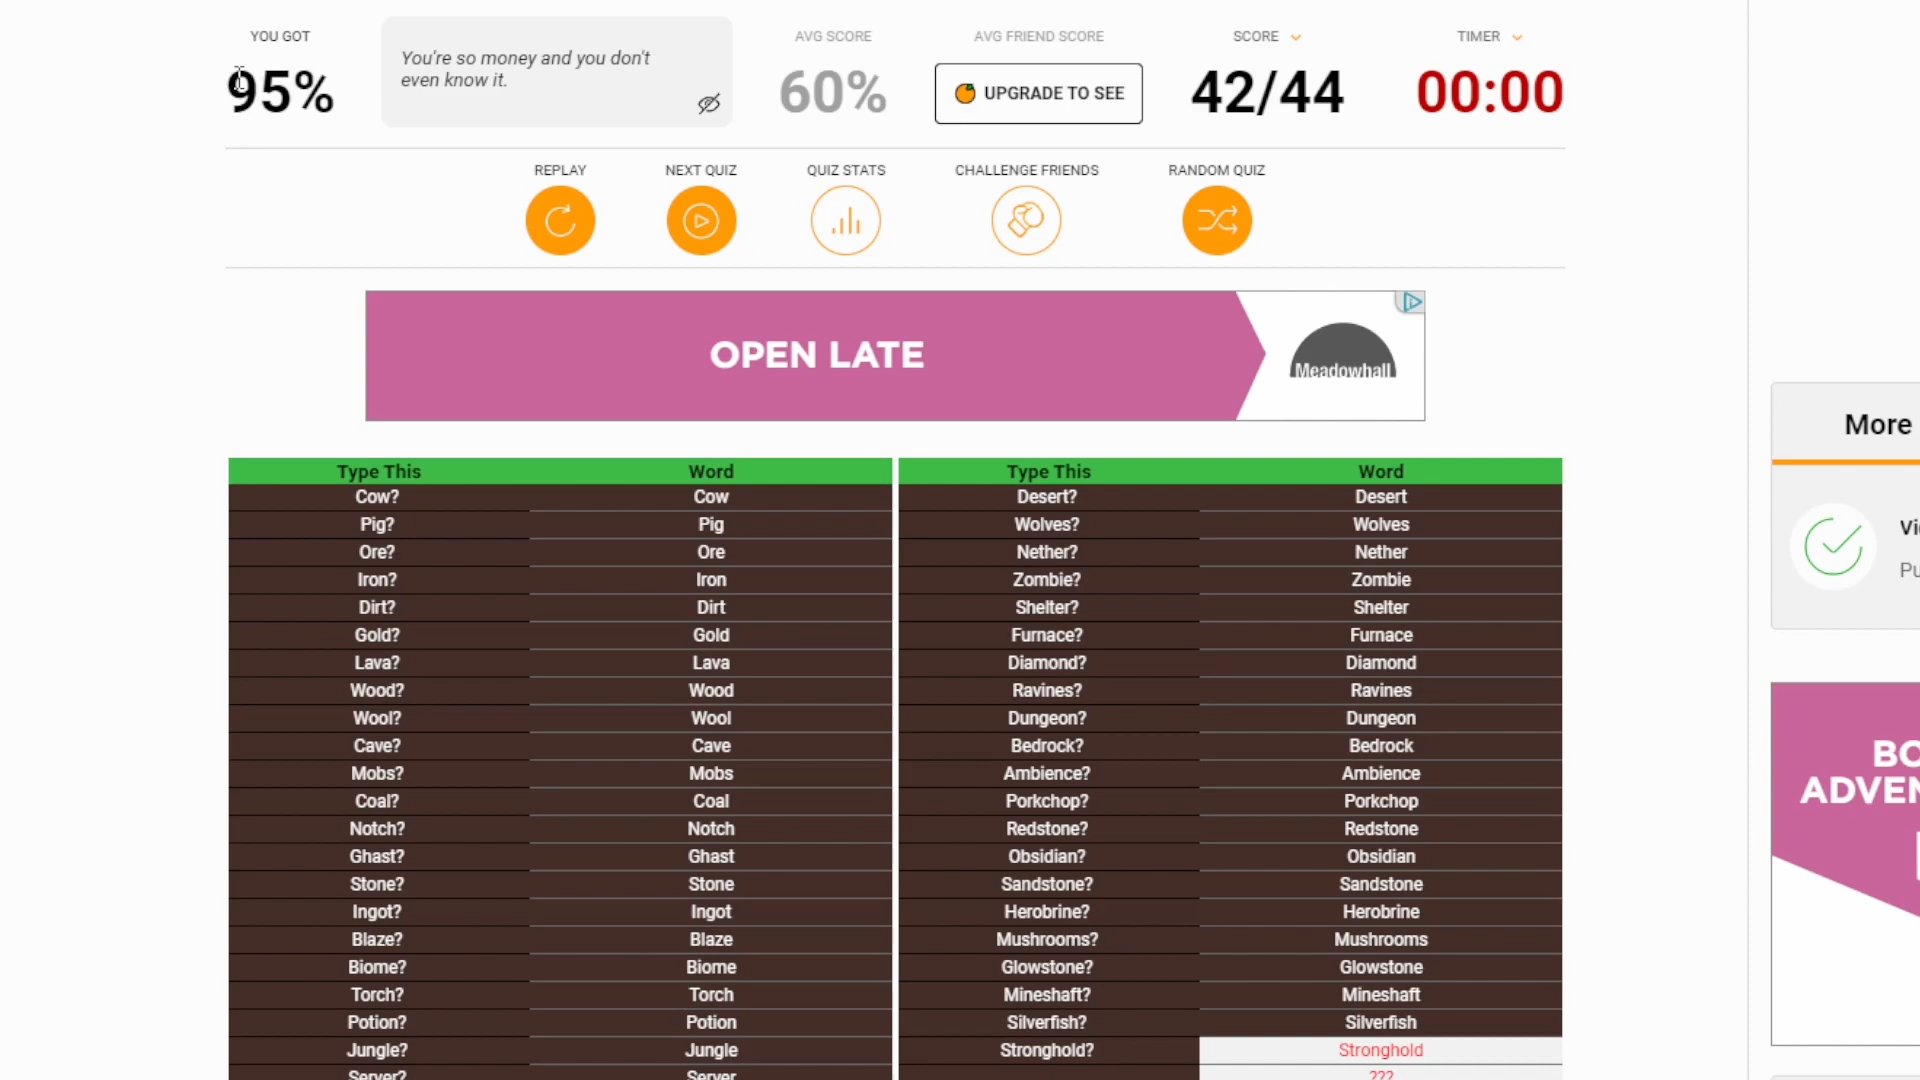 YOU GOT
95%
You're so money and you don't
even know it.
AVG SCORE
60%
AVG FRIEND SCORE
UPGRADE TO SEE
SCORE
42/44
TIMER
00:00
REPLAY
NEXT QUIZ
QUIZ STATS
CHALLENGE FRIENDS
RANDOM QUIZ
OPEN LATE
Meadowhall
Type This Word Type This Word
Cow? Cow Desert? Desert
Pig? Pig Wolves? Wolves
Ore? Ore Nether? Nether
Iron? Iron Zombie? Zombie
Dirt? Dirt Shelter? Shelter
Gold? Gold Furnace? Furnace
Lava? Lava Diamond? Diamond
Wood? Wood Ravines? Ravines
Wool? Wool Dungeon? Dungeon
Cave? Cave Bedrock? Bedrock
Mobs? Mobs Ambience? Ambience
Coal? Coal Porkchop? Porkchop
Notch? Notch Redstone? Redstone
Ghast? Ghast Obsidian? Obsidian
Stone? Stone Sandstone? Sandstone
Ingot? Ingot Herobrine? Herobrine
Blaze? Blaze Mushrooms? Mushrooms
Biome? Biome Glowstone? Glowstone
Torch? Torch Mineshaft? Mineshaft
Potion? Potion Silverfish? Silverfish
Jungle? Jungle Stronghold? Stronghold
Server? Server ???
More
Vi
Pu
BO
ADVEN